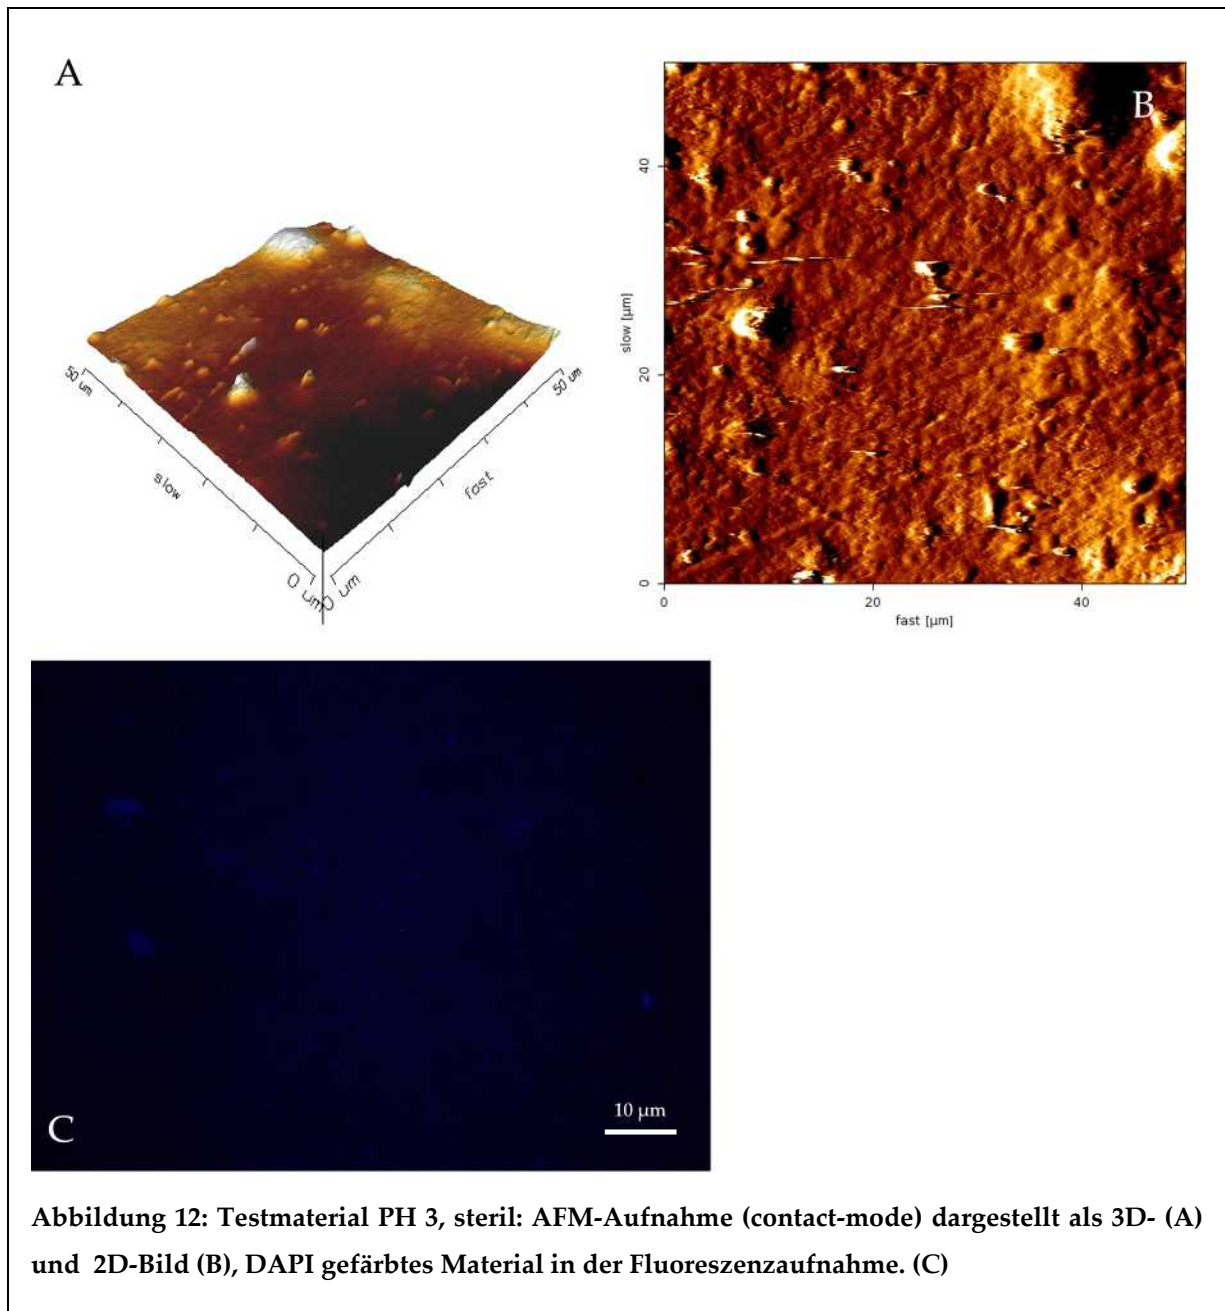 A
50 um
slow
0 um
0 um
fast
50 um
B
slow [µm]
40
20
0
0
20
40
fast [µm]
C
10 µm
Abbildung 12: Testmaterial PH 3, steril: AFM-Aufnahme (contact-mode) dargestellt als 3D- (A)
und 2D-Bild (B), DAPI gefärbtes Material in der Fluoreszenzaufnahme. (C)